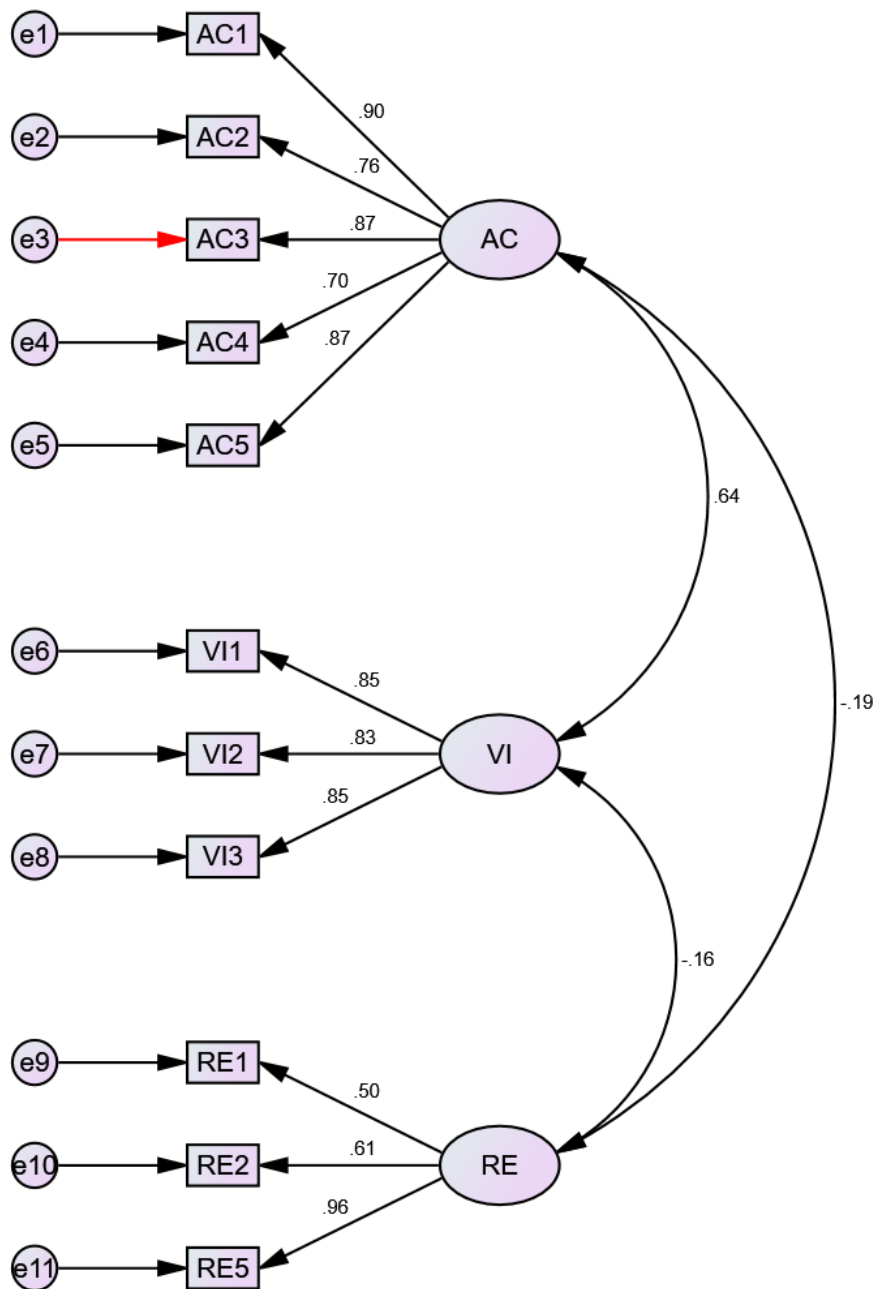 e1 AC1
.90
e2 AC2
.76
e3 AC3 .87 AC
.70
e4 AC4
.87
e5 AC5
.64
e6 VI1
.85
-.19
e7 VI2 .83 VI
.85
e8 VI3
-.16
e9 RE1
.50
e10 RE2 .61 RE
.96
e11 RE5